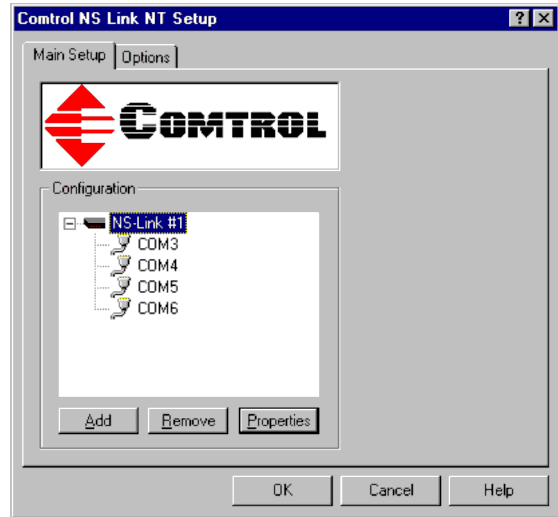 Comtrol NS Link NT Setup
Main Setup Options
COMTROL
Configuration
NS-Link #1
COM3
COM4
COM5
COM6
Add Remove Properties
OK Cancel Help